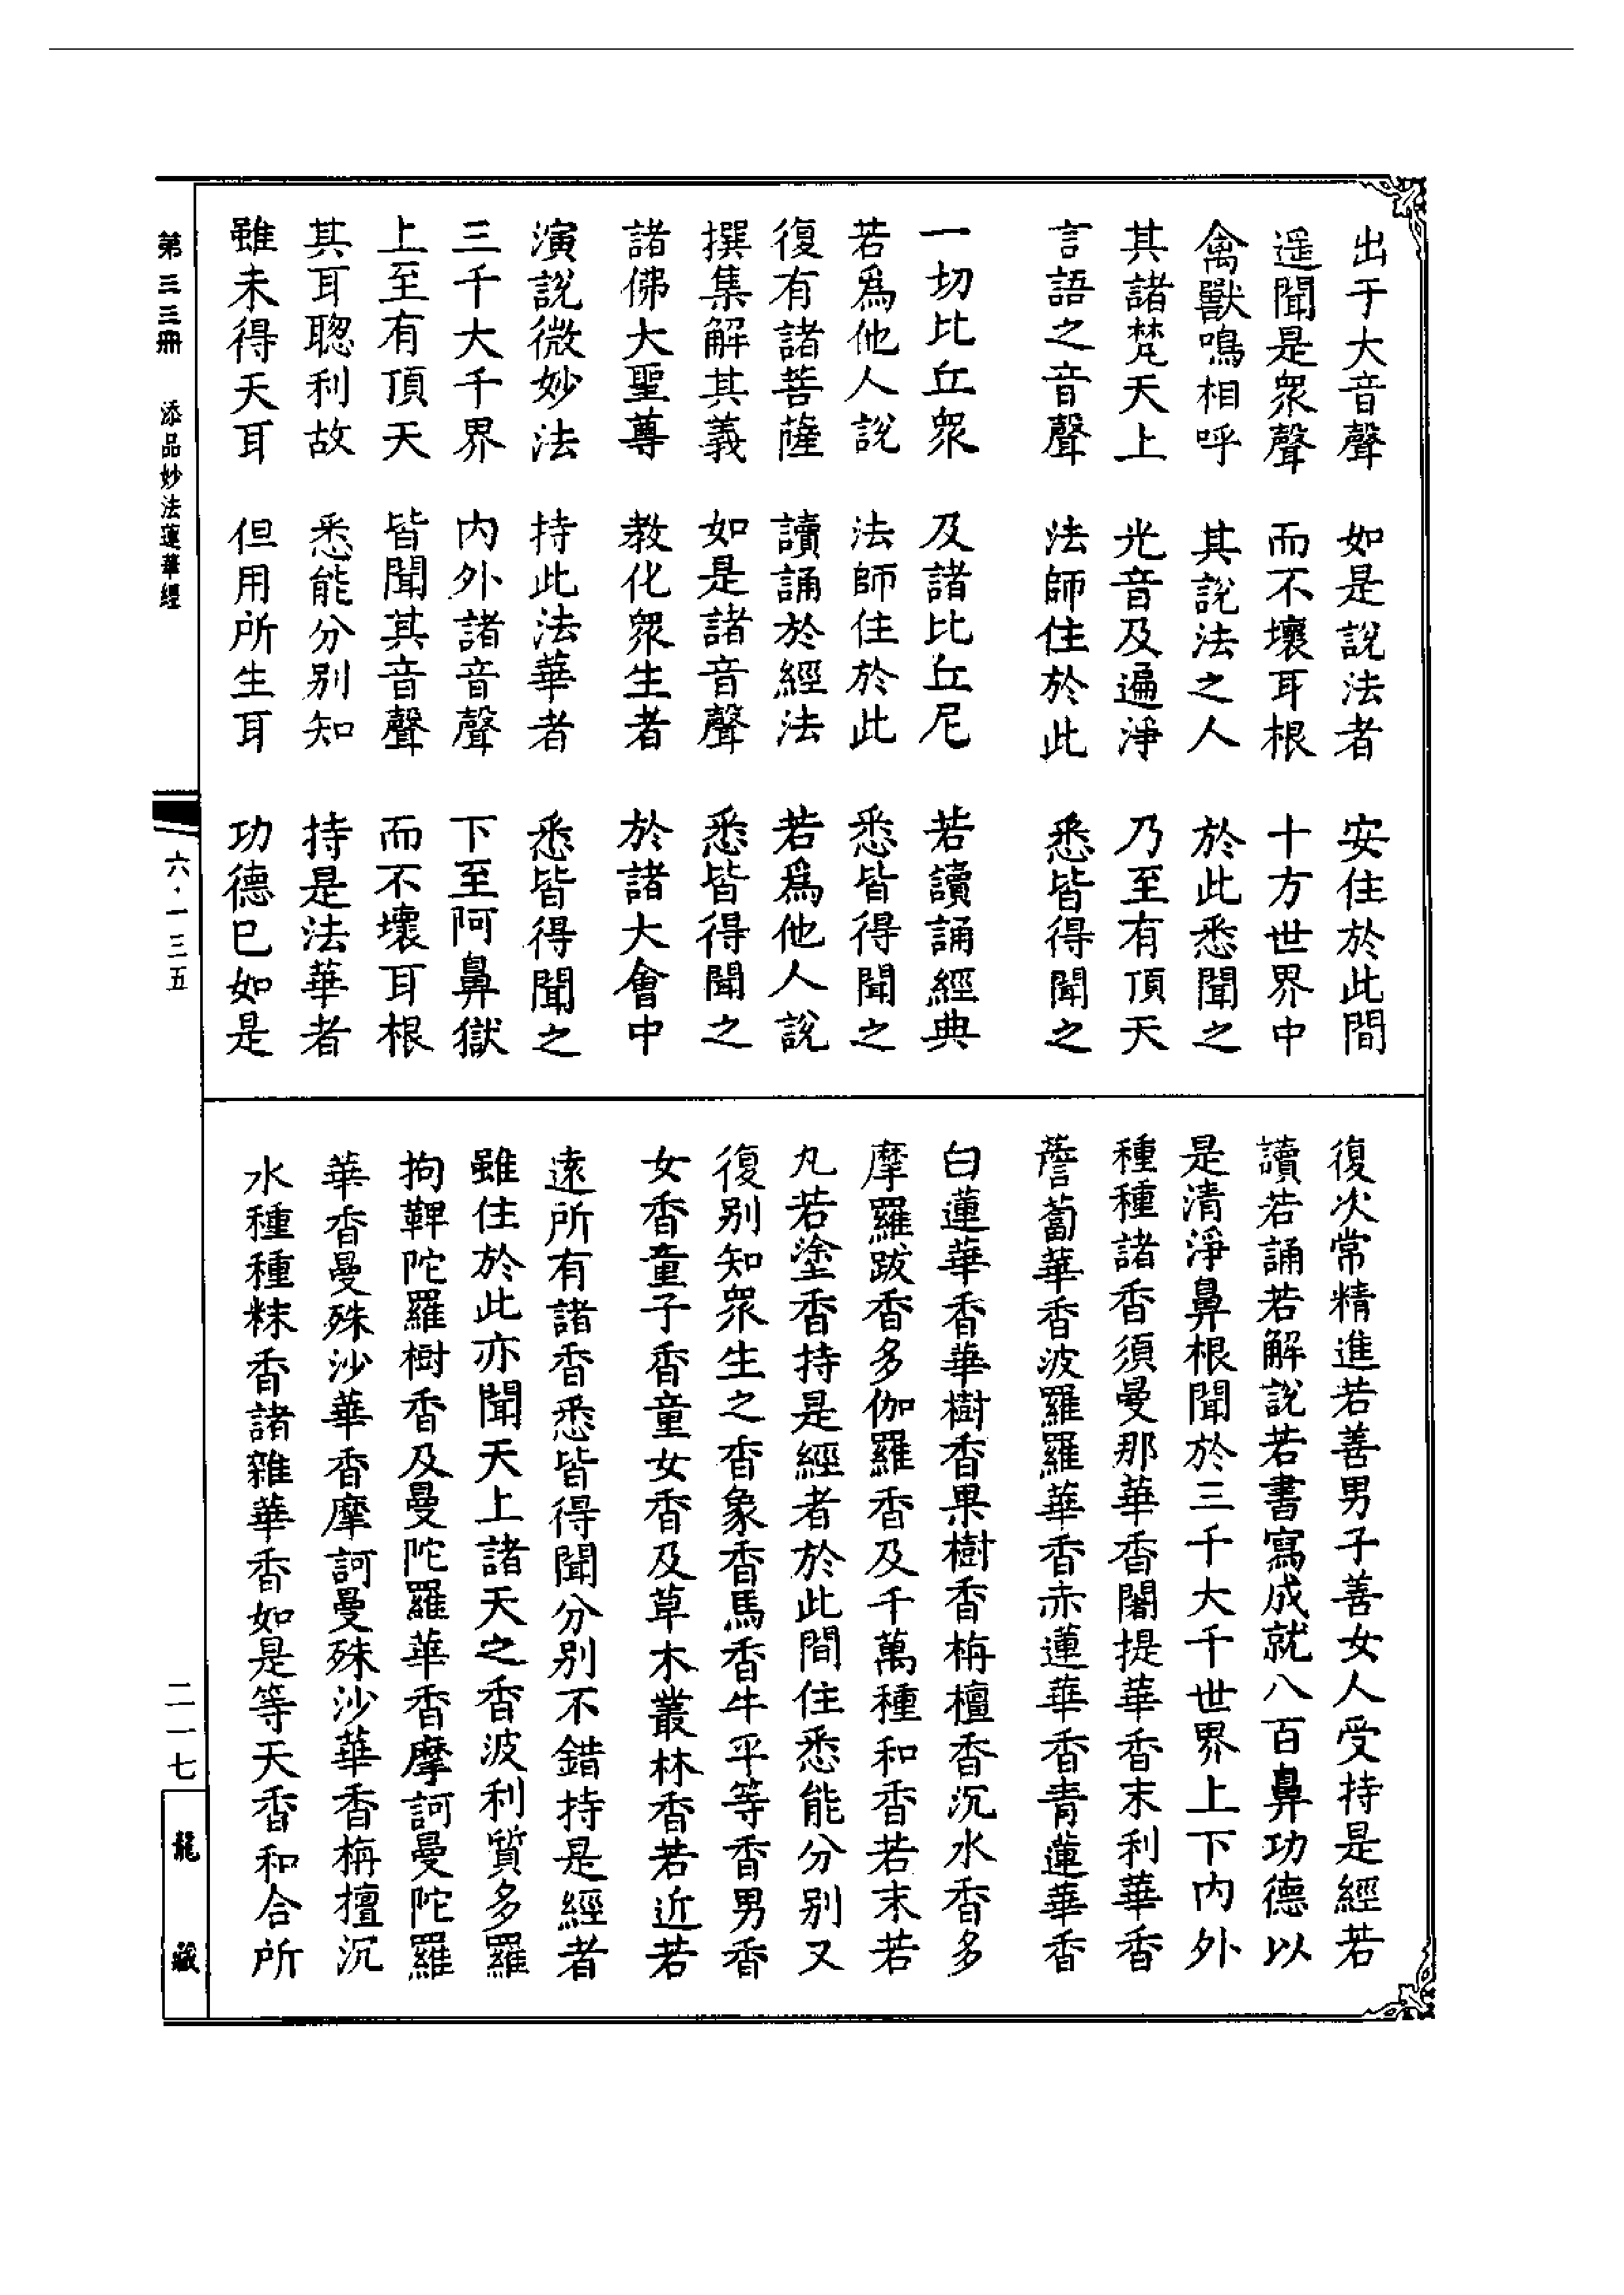 出于大音聲　如是說法者　安住於此間
遥聞是衆聲　而不壞耳根　十方世界中
禽獸鳴相呼　其說法之人　於此悉聞之
其諸梵天上　光音及遍淨　乃至有頂天
言語之音聲　法師住於此　悉皆得聞之
一切比丘衆　及諸比丘尼　若讀誦經典
若爲他人說　法師住於此　悉皆得聞之
復有諸菩薩　讀誦於經法　若爲他人說
撰集解其義　如是諸音聲　悉皆得聞之
諸佛大聖尊　教化衆生者　於諸大會中
演說微妙法　持此法華者　悉皆得聞之
三千大千界　内外諸音聲　下至阿鼻獄
上至有頂天　皆聞其音聲　而不壞耳根
其耳聰利故　悉能分别知　持是法華者
雖未得天耳　但用所生耳　功德已如是
復次常精進若善男子善女人受持是經若
讀若誦若解說若書寫成就八百鼻功德以
是清淨鼻根聞於三千大千世界上下内外
種種諸香須曼那華香闍提華香末利華香
薝蔔華香波羅羅華香赤蓮華香青蓮華香
白蓮華香華樹香果樹香栴檀香沉水香多
摩羅跋香多伽羅香及千萬種和香若末若
丸若塗香持是經者於此間住悉能分别又
復别知衆生之香象香馬香牛羊等香男香
女香童子香童女香及草木叢林香若近若
遠所有諸香悉皆得聞分别不錯持是經者
雖住於此亦聞天上諸天之香波利質多羅
拘鞞陀羅樹香及曼陀羅華香摩訶曼陀羅
華香曼殊沙華香摩訶曼殊沙華香栴檀沉
水種種粖香諸雜華香如是等天香和合所
第三三冊　添品妙法蓮華經　六·一三五　二一七
龍藏